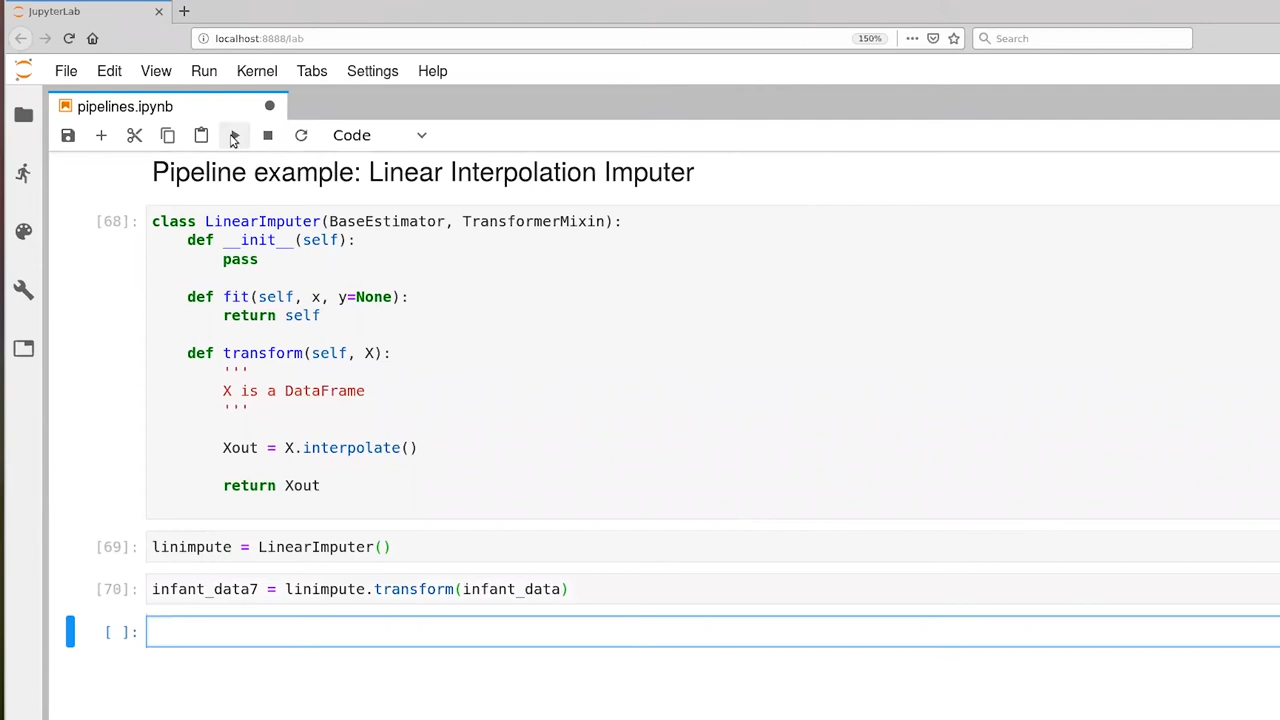 JupyterLab
localhost:8888/lab
150%
Search
File Edit View Run Kernel Tabs Settings Help
pipelines.ipynb
Code
Pipeline example: Linear Interpolation Imputer
[68]: class LinearImputer(BaseEstimator, TransformerMixin):
def __init__(self):
pass
def fit(self, x, y=None):
return self
def transform(self, X):
'''
X is a DataFrame
'''
Xout = X.interpolate()
return Xout
[69]: linimpute = LinearImputer()
[70]: infant_data7 = linimpute.transform(infant_data)
[ ]: